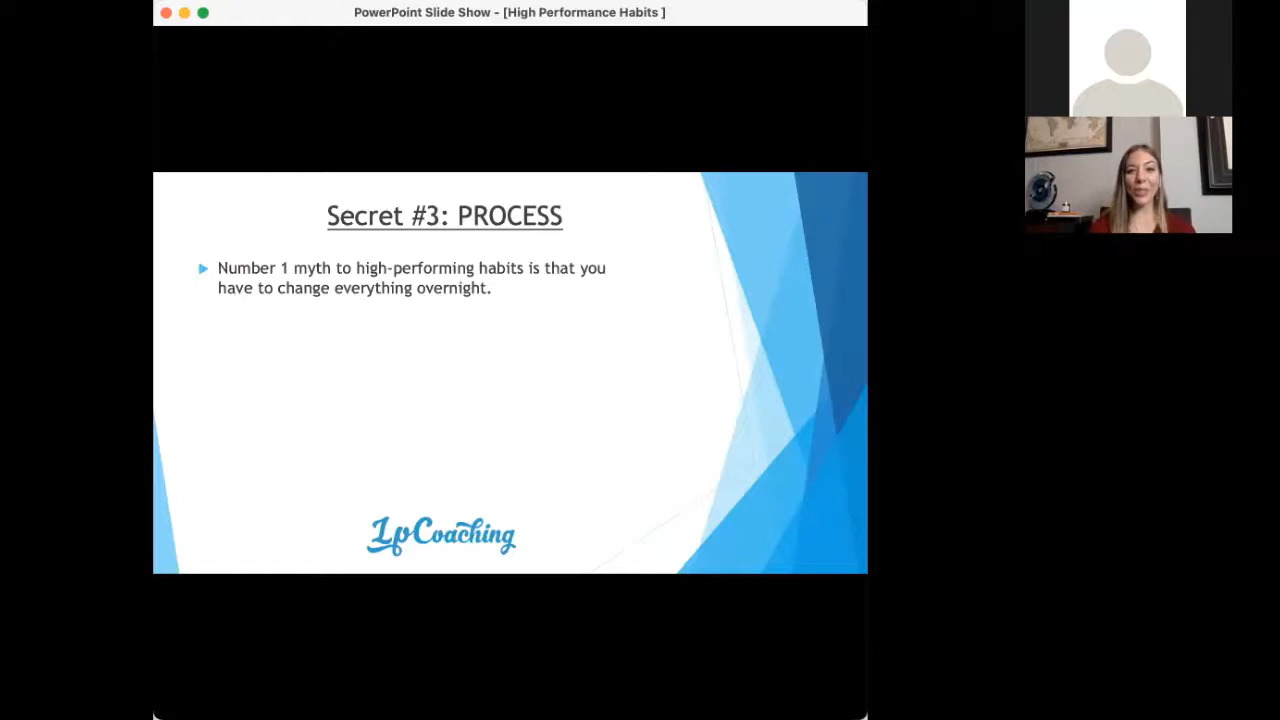 PowerPoint Slide Show - [High Performance Habits ]
Secret #3: PROCESS
Number 1 myth to high-performing habits is that you
have to change everything overnight.
LpCoaching